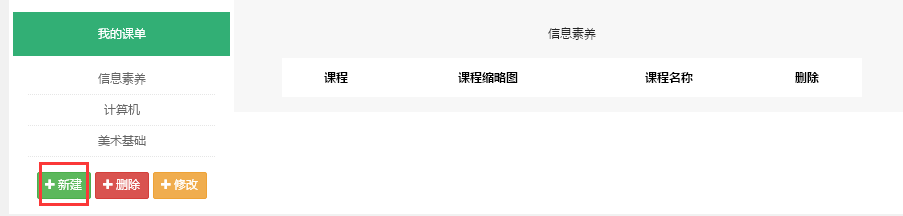 我的课单
信息素养
计算机
美术基础
新建 删除 修改
信息素养
课程 课程缩略图 课程名称 删除